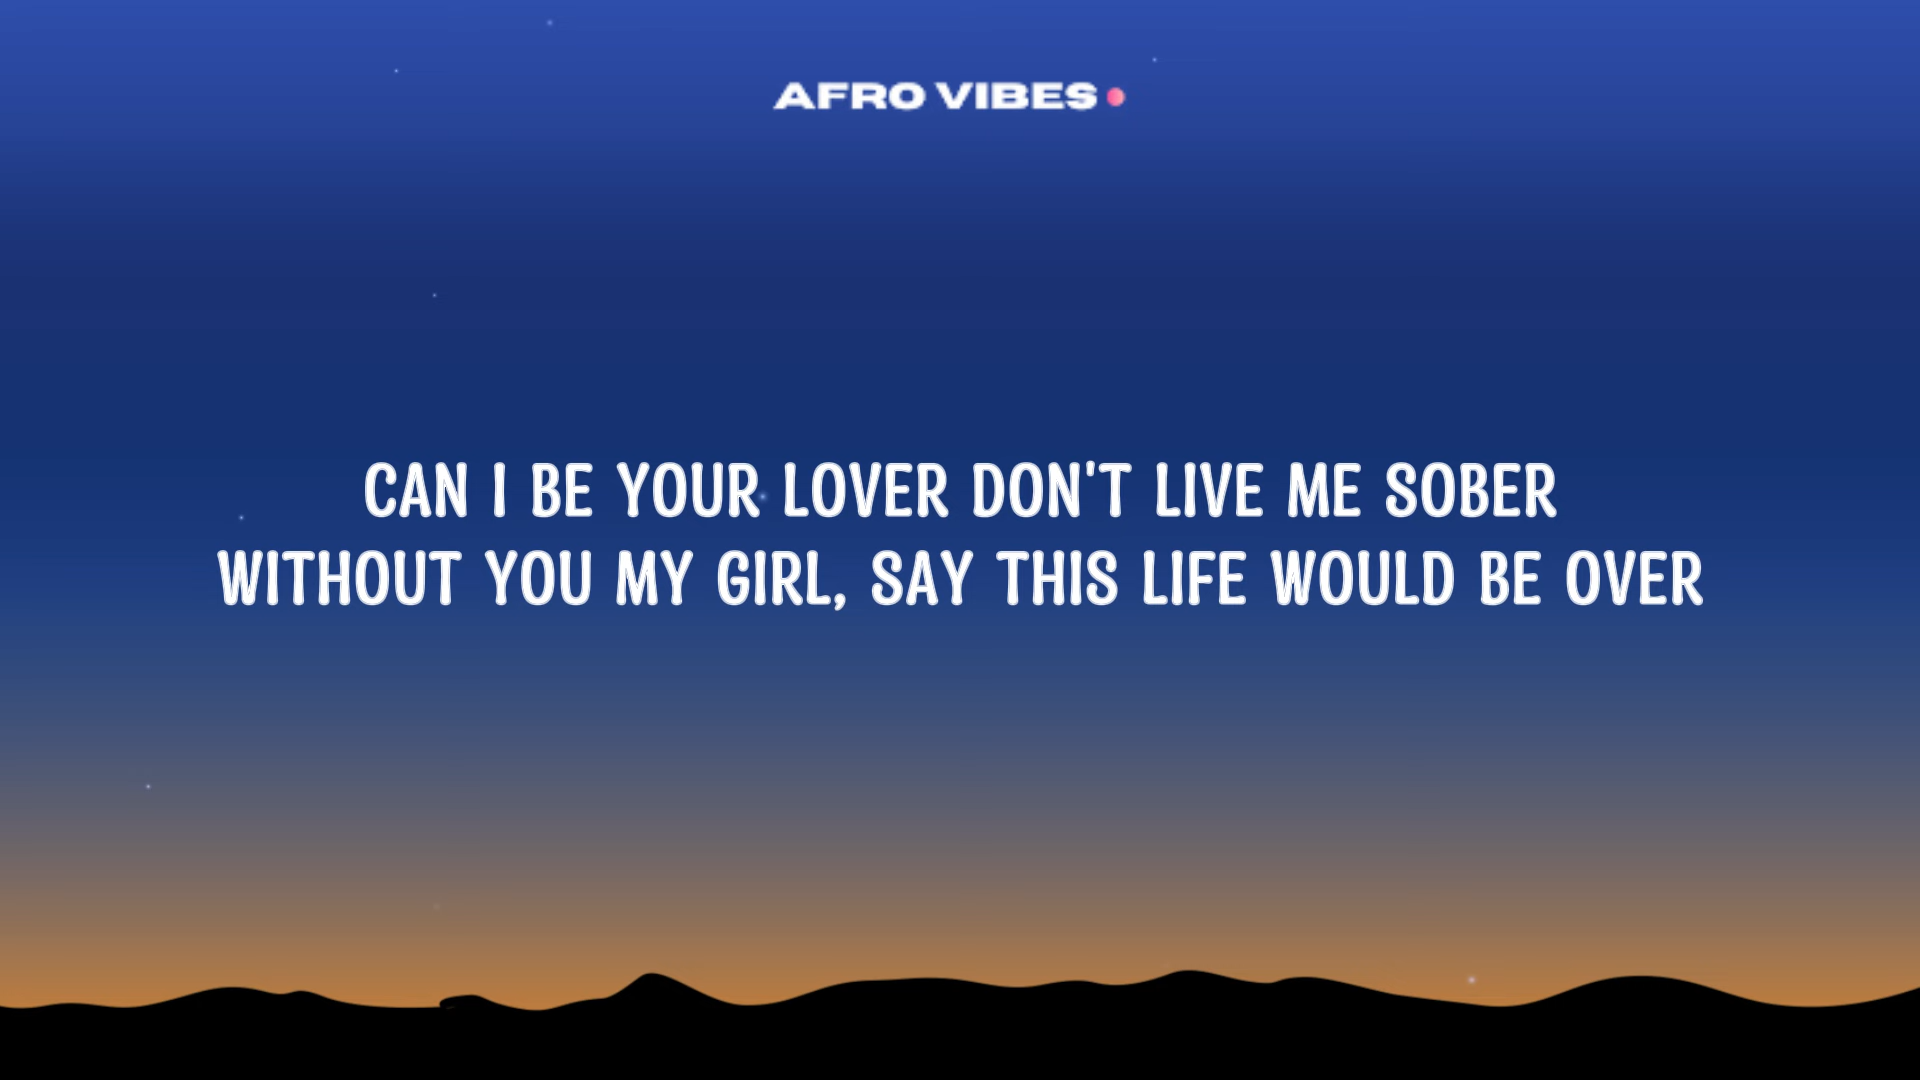 AFRO VIBES
CAN I BE YOUR LOVER DON'T LIVE ME SOBER
WITHOUT YOU MY GIRL, SAY THIS LIFE WOULD BE OVER